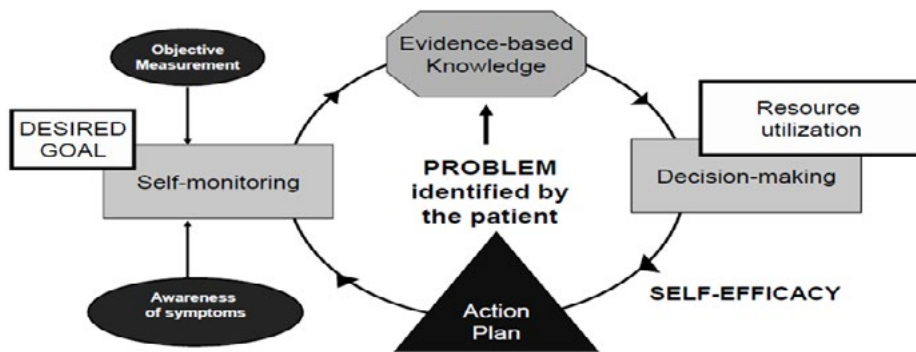 Objective
Measurement
Evidence-based
Knowledge
DESIRED
GOAL
Resource
utilization
Self-monitoring
PROBLEM
identified by
the patient
Decision-making
Awareness
of symptoms
Action
Plan
SELF-EFFICACY